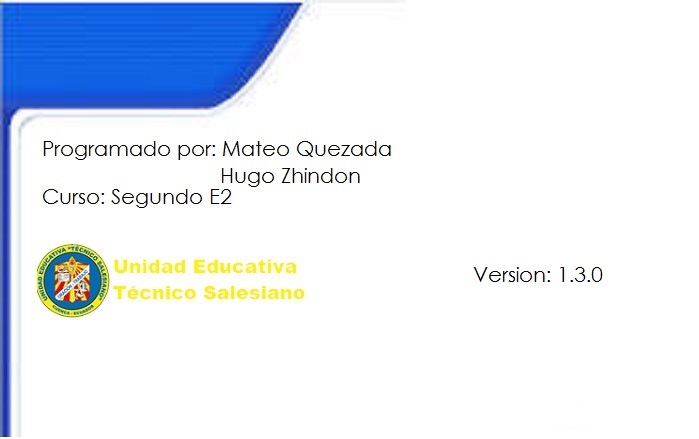 Programado por: Mateo Quezada
Hugo Zhindon
Curso: Segundo E2
UNIDAD EDUCATIVA "TÉCNICO SALESIANO"
CUENCA - ECUADOR
Unidad Educativa
Técnico Salesiano
Version: 1.3.0